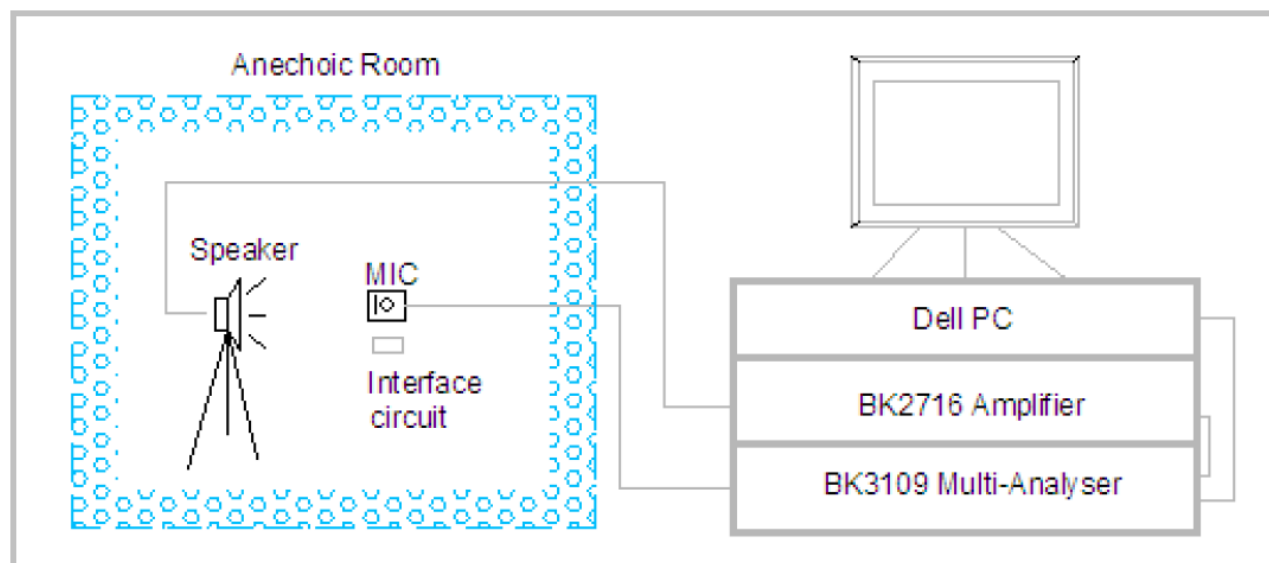 Anechoic Room
Speaker
MIC
Interface
circuit
Dell PC
BK2716 Amplifier
BK3109 Multi-Analyser